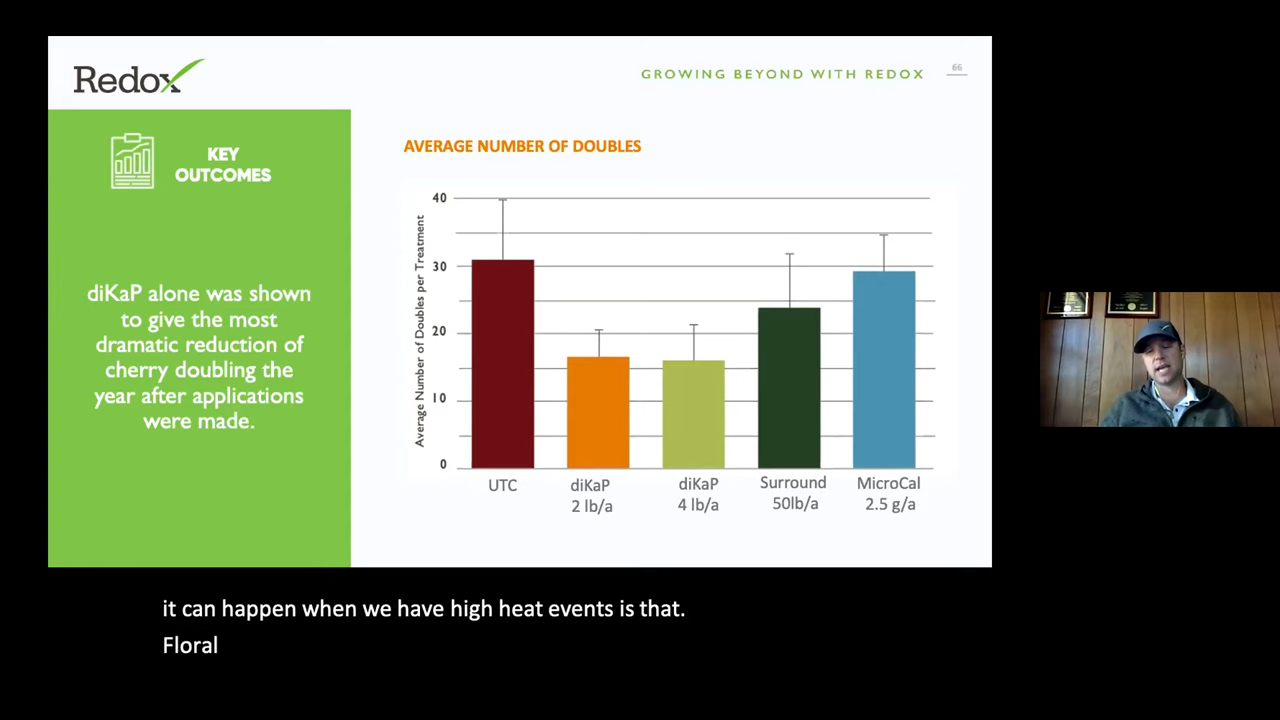 Redox
GROWING BEYOND WITH REDOX
66
KEY
OUTCOMES
diKaP alone was shown
to give the most
dramatic reduction of
cherry doubling the
year after applications
were made.
AVERAGE NUMBER OF DOUBLES
Average Number of Doubles per Treatment
40
30
20
10
0
UTC
diKaP
2 lb/a
diKaP
4 lb/a
Surround
50lb/a
MicroCal
2.5 g/a
it can happen when we have high heat events is that.
Floral